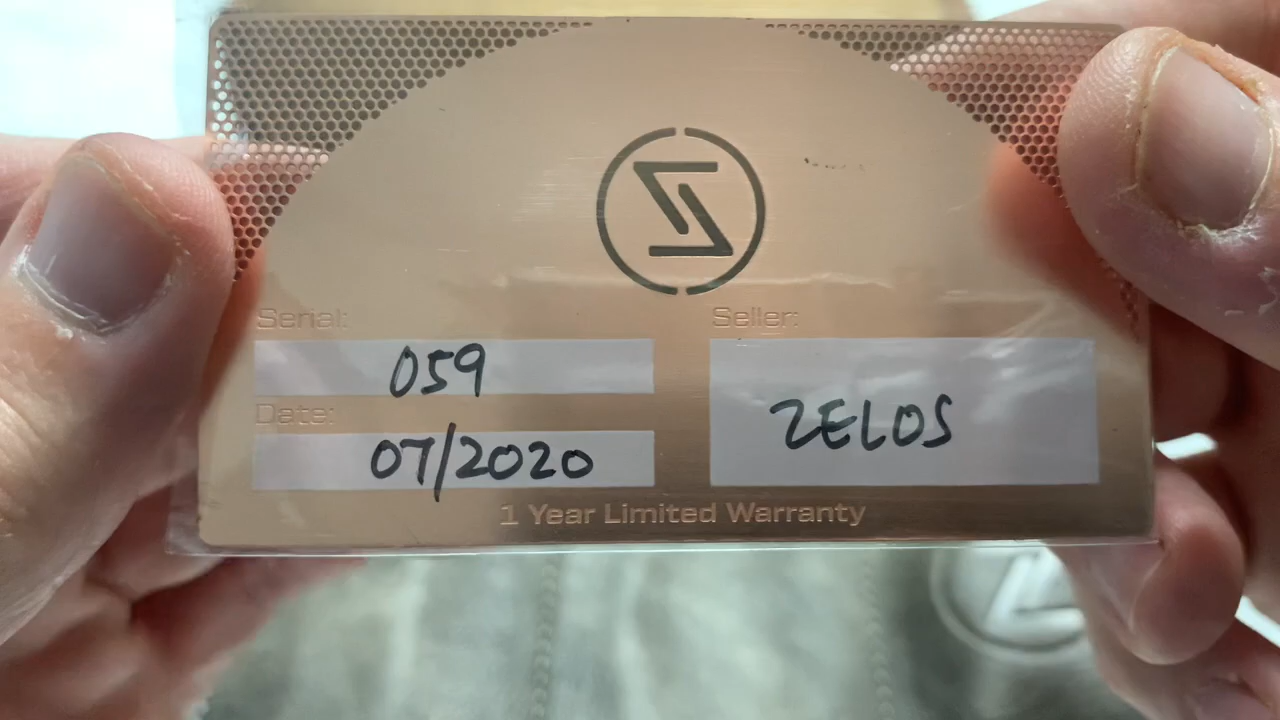 Serial:
059
Date:
07/2020
Seller:
ZELOS
1 Year Limited Warranty